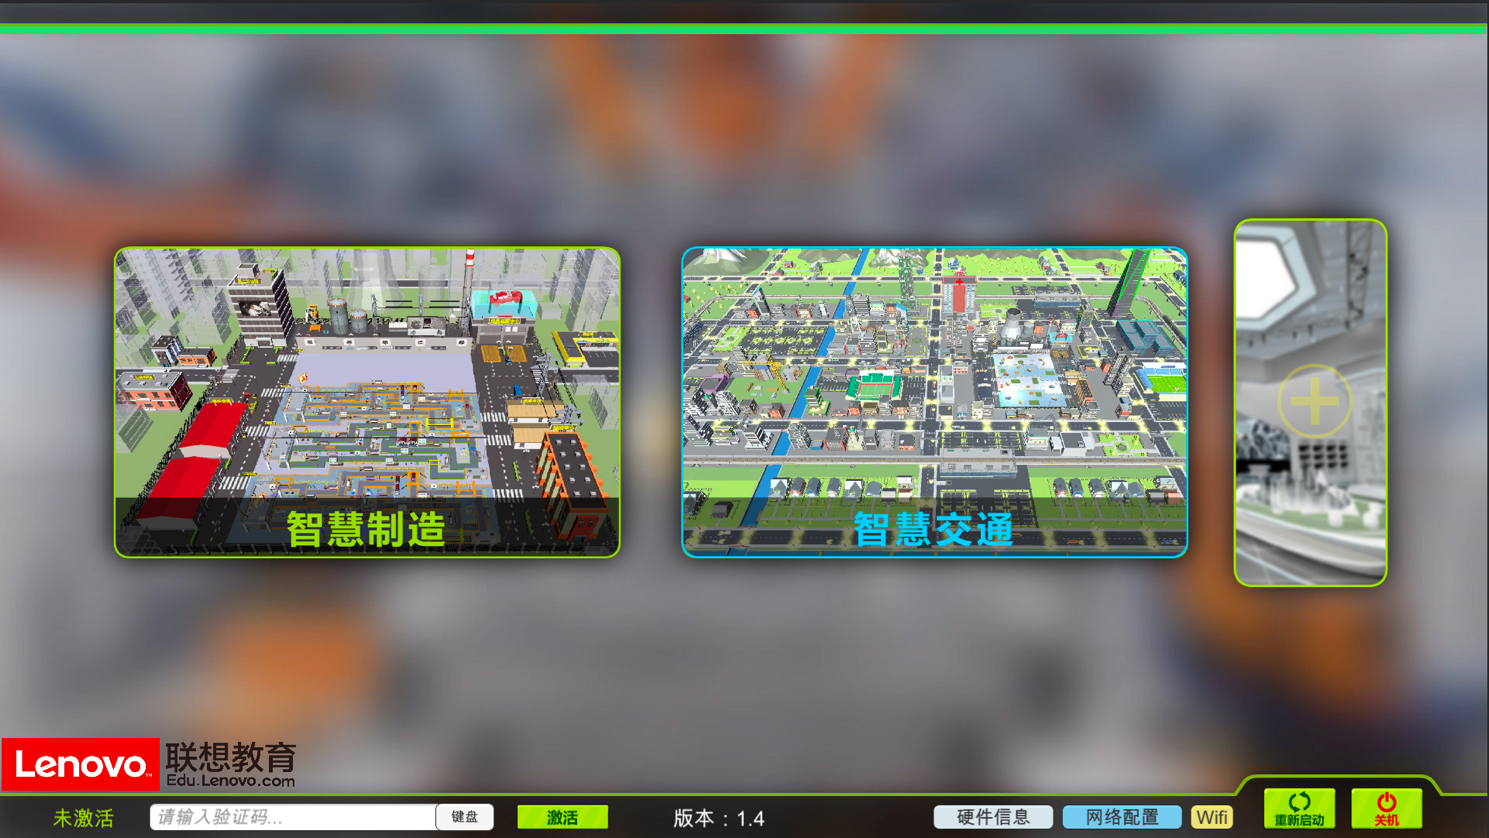 智慧制造
智慧交通
Lenovo™ 联想教育
Edu.Lenovo.com
未激活 请输入验证码... 键盘 激活 版本：1.4 硬件信息 网络配置 Wifi 重新启动 关机